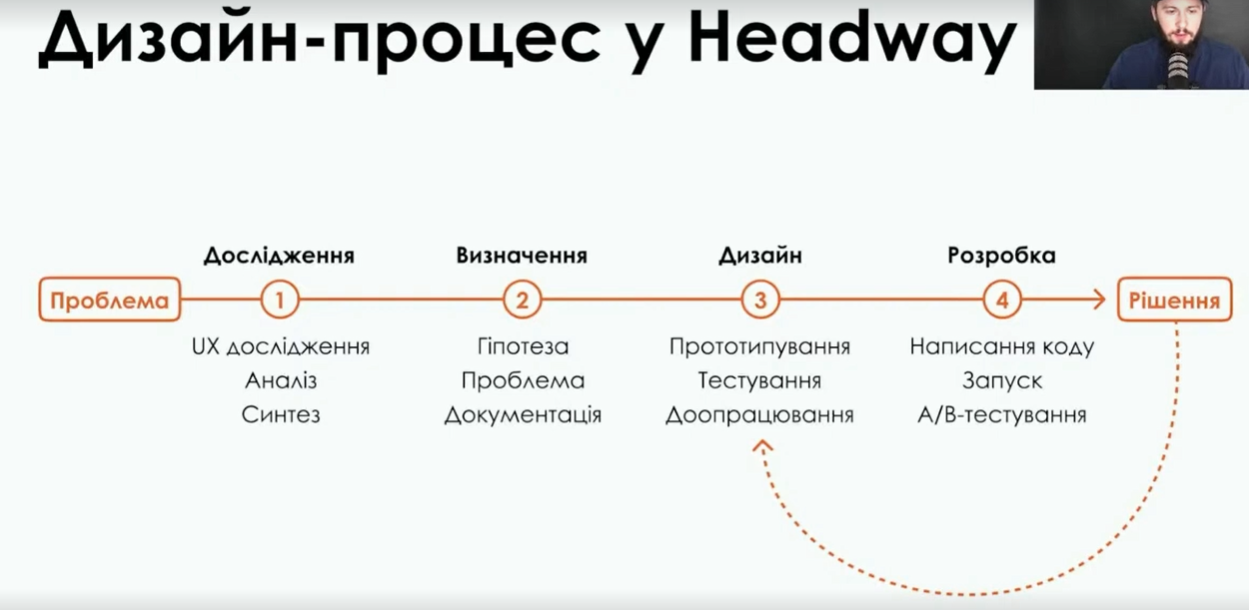 Дизайн-процес у Headway
Дослідження
Визначення
Дизайн
Розробка
Проблема
1
2
3
4
Рішення
UX дослідження
Аналіз
Синтез
Гіпотеза
Проблема
Документація
Прототипування
Тестування
Доопрацювання
Написання коду
Запуск
A/B-тестування